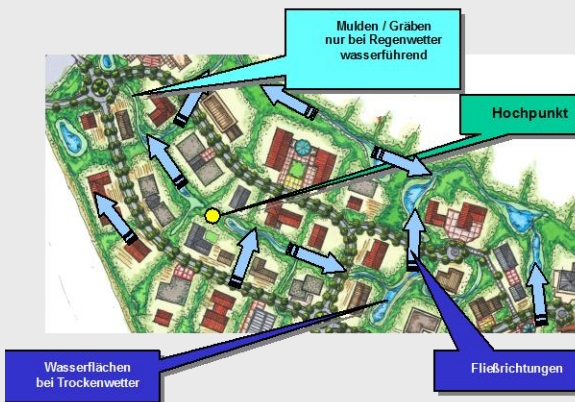 Mulden / Gräben
nur bei Regenwetter
wasserführend
Hochpunkt
Wasserflächen
bei Trockenwetter
Fließrichtungen